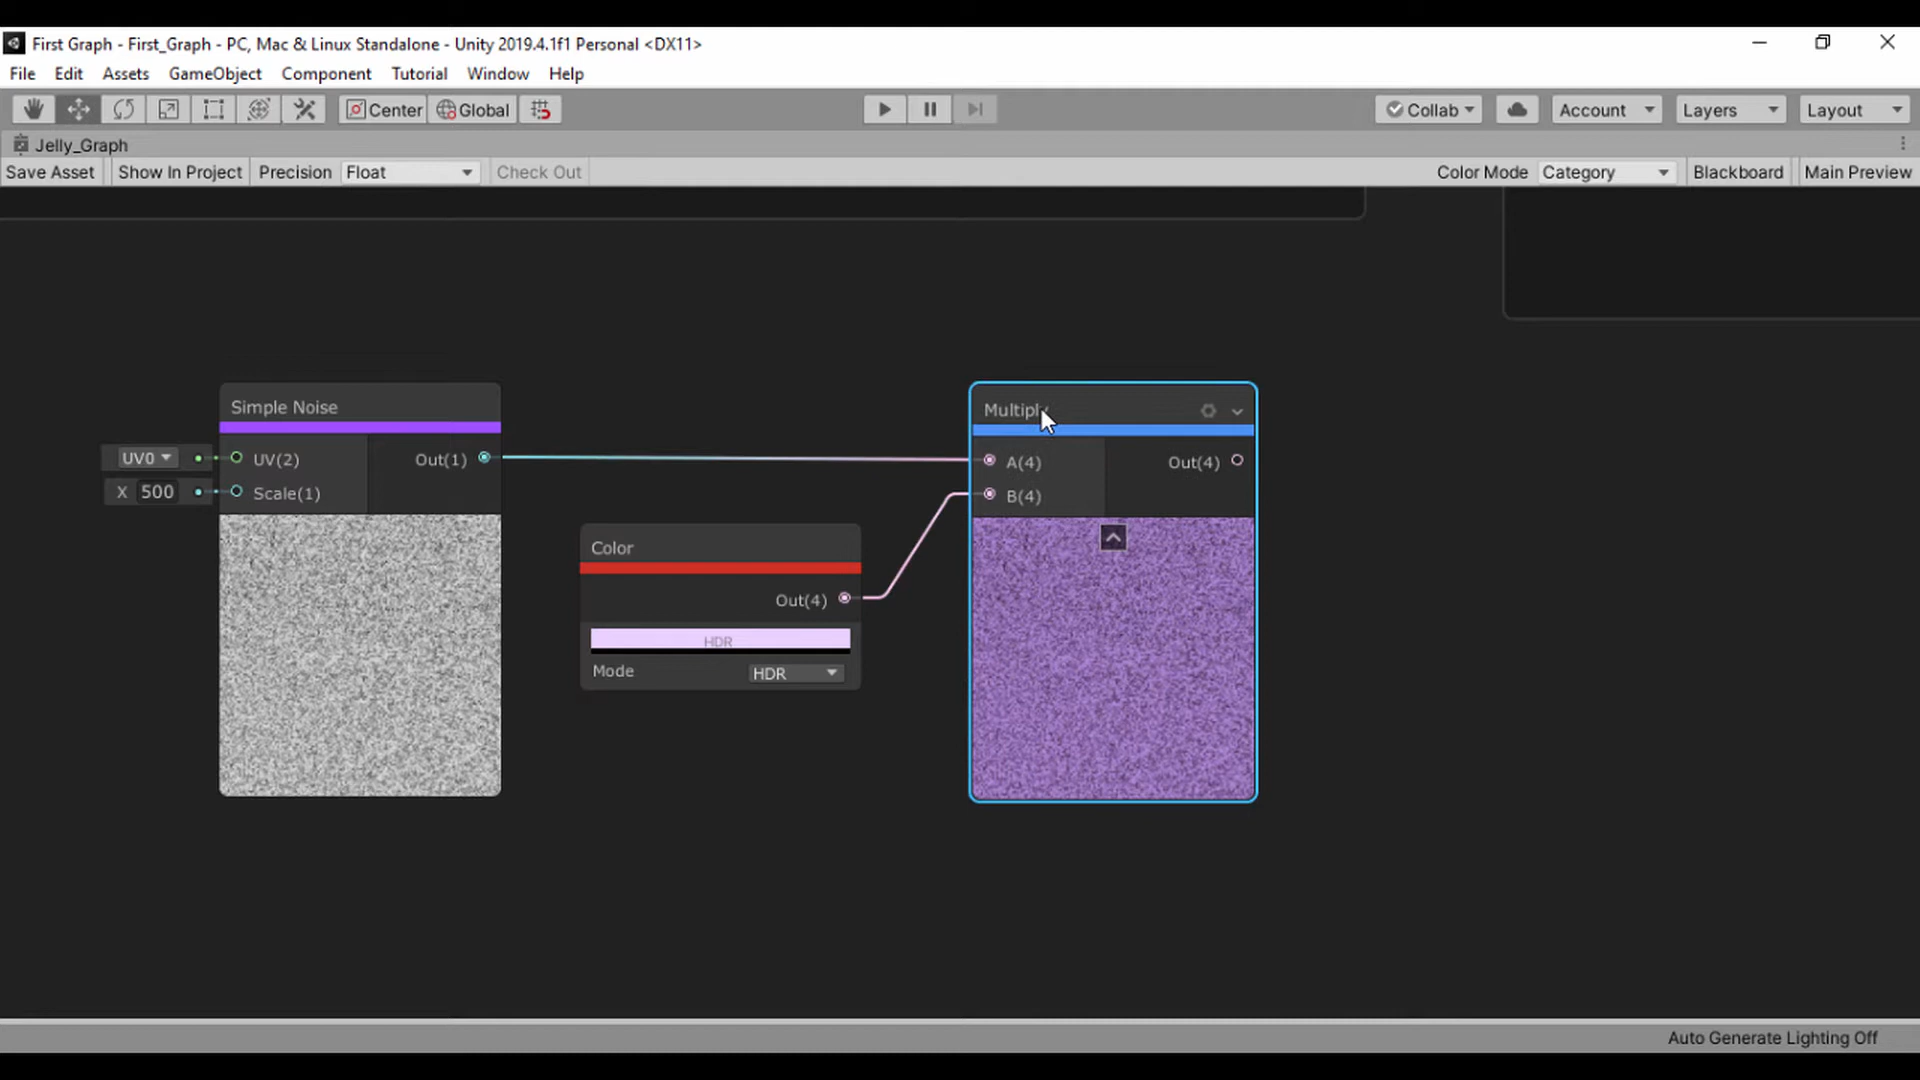 First Graph - First_Graph - PC, Mac & Linux Standalone - Unity 2019.4.1f1 Personal <DX11>
File Edit Assets GameObject Component Tutorial Window Help
Center Global Collab Account Layers Layout
Jelly_Graph
Save Asset Show In Project Precision Float Check Out Color Mode Category Blackboard Main Preview
Simple Noise
UV0 UV(2) Out(1)
X 500 Scale(1)
Color
Out(4)
HDR
Mode HDR
Multiply
A(4) Out(4)
B(4)
Auto Generate Lighting Off